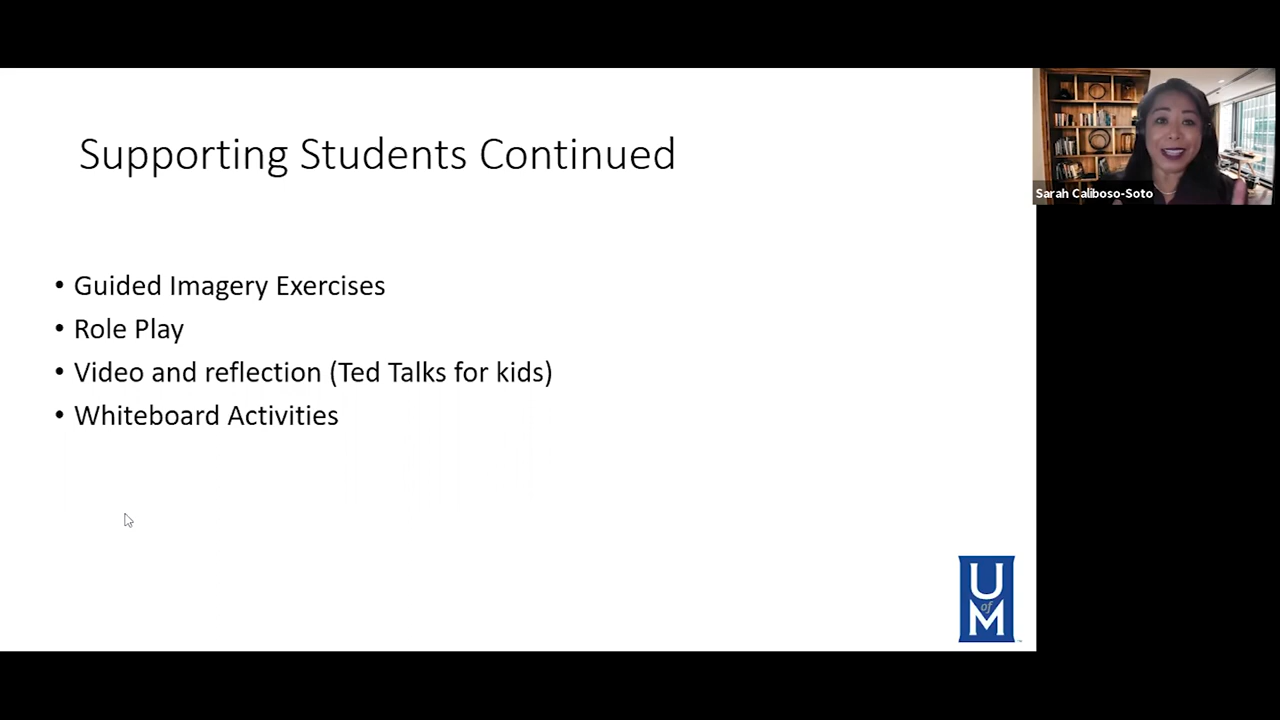 Supporting Students Continued
Sarah Caliboso-Soto
• Guided Imagery Exercises
• Role Play
• Video and reflection (Ted Talks for kids)
• Whiteboard Activities
U
of
M
™